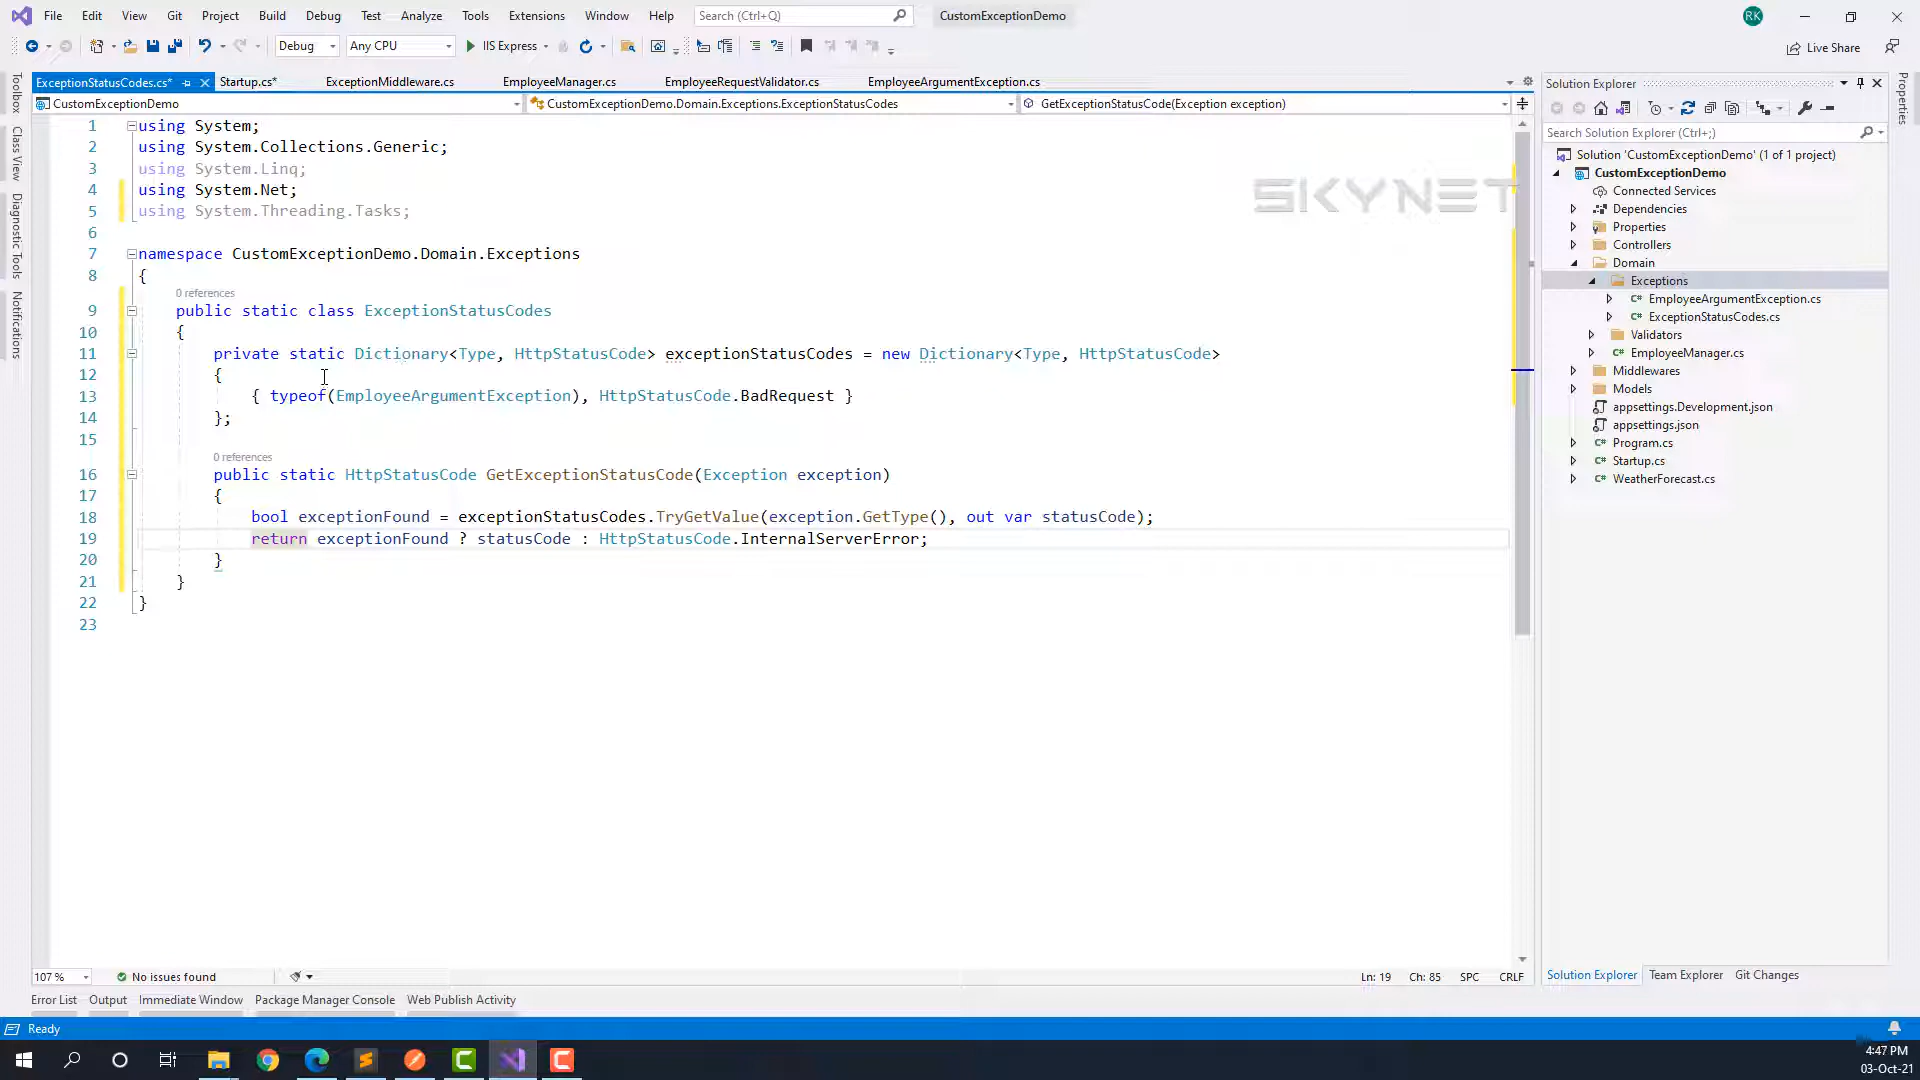 File Edit View Git Project Build Debug Test Analyze Tools Extensions Window Help Search (Ctrl+Q) CustomExceptionDemo RK
Debug Any CPU IIS Express Live Share
ExceptionStatusCodes.cs* Startup.cs* ExceptionMiddleware.cs EmployeeManager.cs EmployeeRequestValidator.cs EmployeeArgumentException.cs
CustomExceptionDemo CustomExceptionDemo.Domain.Exceptions.ExceptionStatusCodes GetExceptionStatusCode(Exception exception)
Toolbox
Class View
Diagnostic Tools
Notifications
1 using System;
2 using System.Collections.Generic;
3 using System.Linq;
4 using System.Net;
5 using System.Threading.Tasks;
6
7 namespace CustomExceptionDemo.Domain.Exceptions
8 {
0 references
9 public static class ExceptionStatusCodes
10 {
11 private static Dictionary<Type, HttpStatusCode> exceptionStatusCodes = new Dictionary<Type, HttpStatusCode>
12 {
13 { typeof(EmployeeArgumentException), HttpStatusCode.BadRequest }
14 };
15
0 references
16 public static HttpStatusCode GetExceptionStatusCode(Exception exception)
17 {
18 bool exceptionFound = exceptionStatusCodes.TryGetValue(exception.GetType(), out var statusCode);
19 return exceptionFound ? statusCode : HttpStatusCode.InternalServerError;
20 }
21 }
22 }
23
SKYNET
Solution Explorer
Search Solution Explorer (Ctrl+;)
Solution 'CustomExceptionDemo' (1 of 1 project)
CustomExceptionDemo
Connected Services
Dependencies
Properties
Controllers
Domain
Exceptions
C# EmployeeArgumentException.cs
C# ExceptionStatusCodes.cs
Validators
C# EmployeeManager.cs
Middlewares
Models
appsettings.Development.json
appsettings.json
C# Program.cs
C# Startup.cs
C# WeatherForecast.cs
Properties
107 % No issues found Ln: 19 Ch: 85 SPC CRLF
Solution Explorer Team Explorer Git Changes
Error List Output Immediate Window Package Manager Console Web Publish Activity
Ready
4:47 PM
03-Oct-21